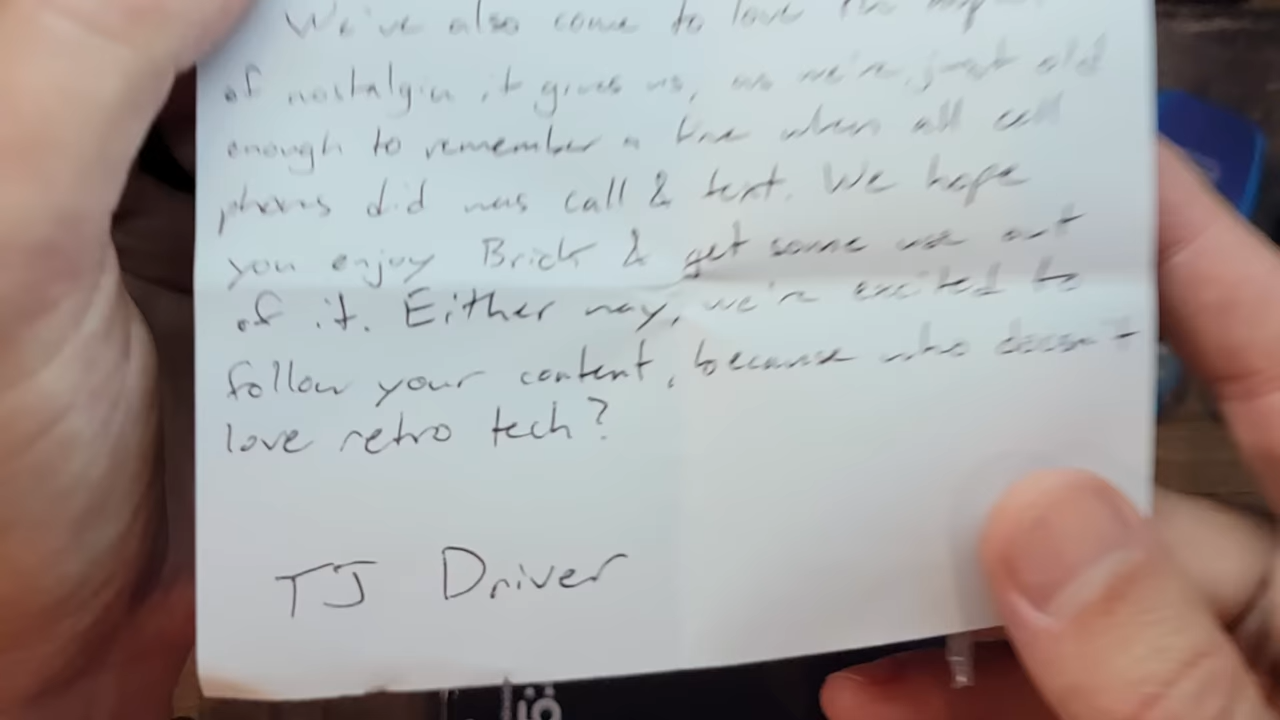 We've also come to love the
of nostalgia it gives us, as we're just old
enough to remember a time when all cell
phones did was call & text. We hope
you enjoy Brick & get some use out
of it. Either way, we're excited to
follow your content, because who doesn't
love retro tech?
TJ Driver